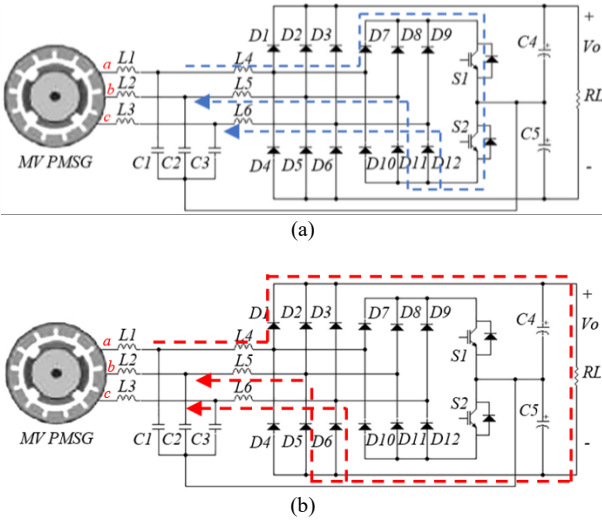 D1 D2 D3 D7 D8 D9 +
L1 L4 C4 Vo
a
L2 L5 S1
b
L3 L6 RL
c
S2 C5
MV PMSG C1 C2 C3 D4 D5 D6 D10 D11 D12 -
(a)
D1 D2 D3 D7 D8 D9 +
L1 L4 C4 Vo
a
L2 L5 S1
b
L3 L6 RL
c
S2 C5
MV PMSG C1 C2 C3 D4 D5 D6 D10 D11 D12 -
(b)